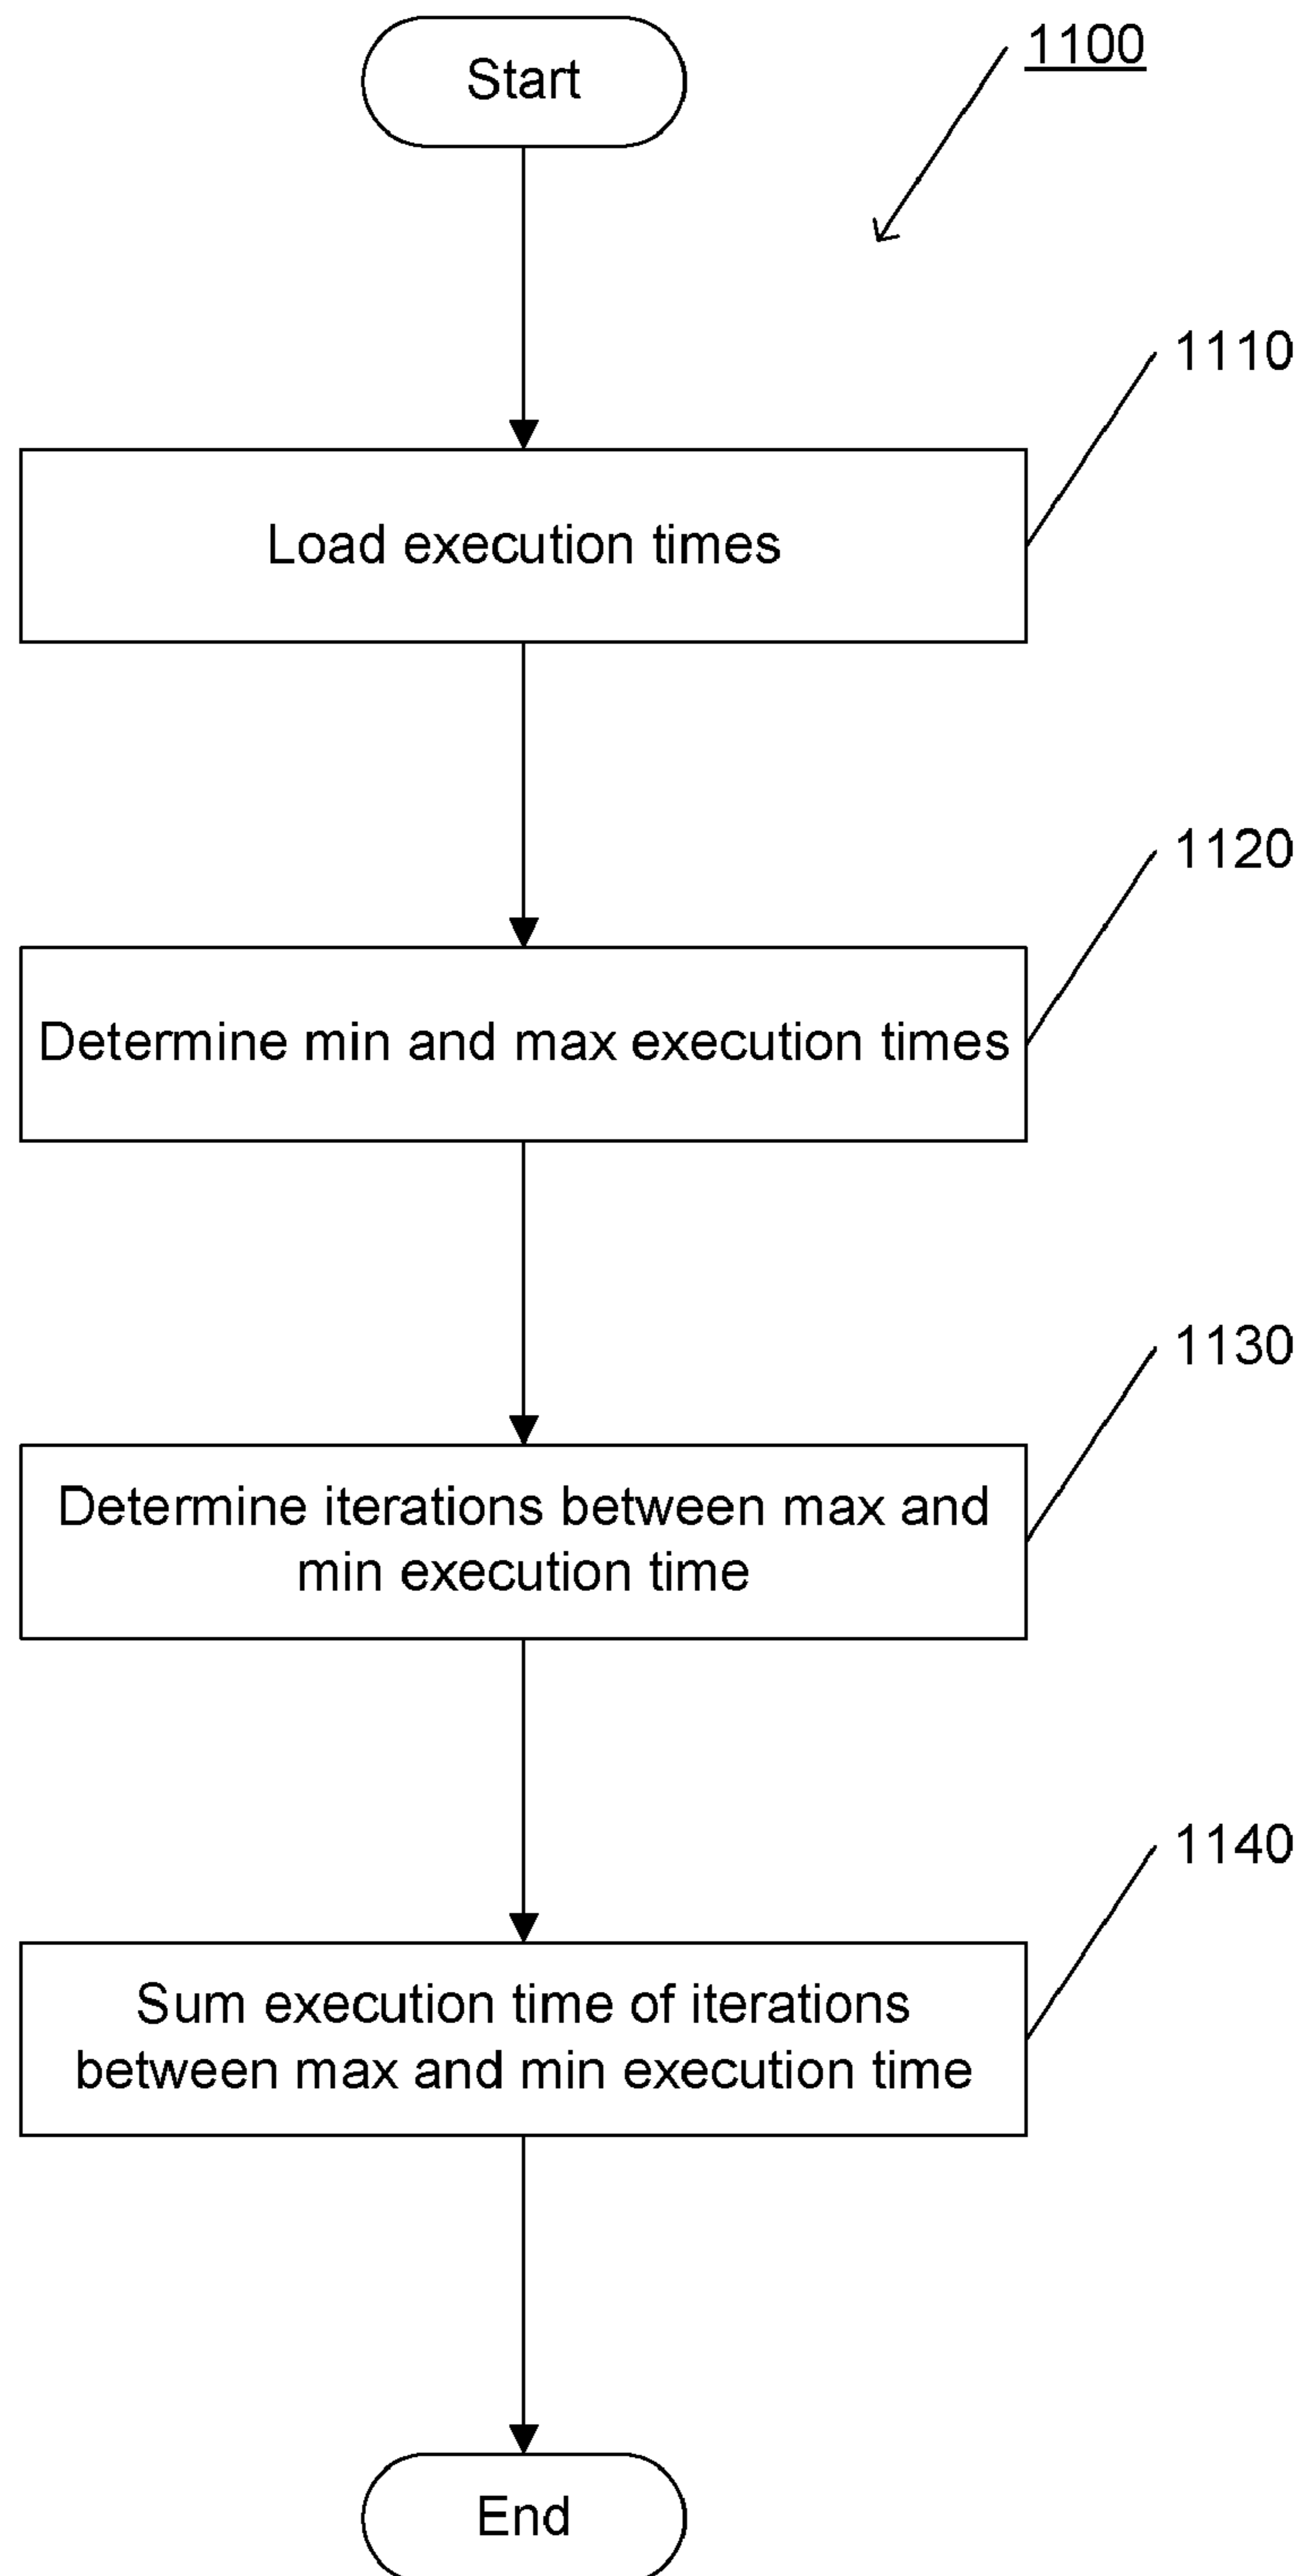 Start
1100
1110
Load execution times
1120
Determine min and max execution times
1130
Determine iterations between max and
min execution time
1140
Sum execution time of iterations
between max and min execution time
End